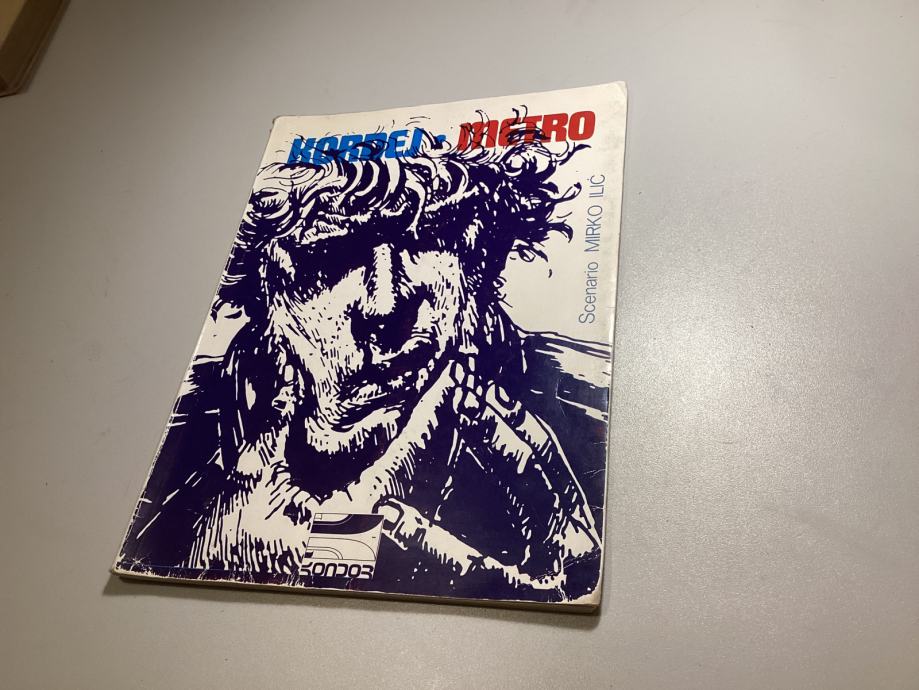 KORDEJ • METRO
Scenario MIRKO ILIĆ
KONDOR